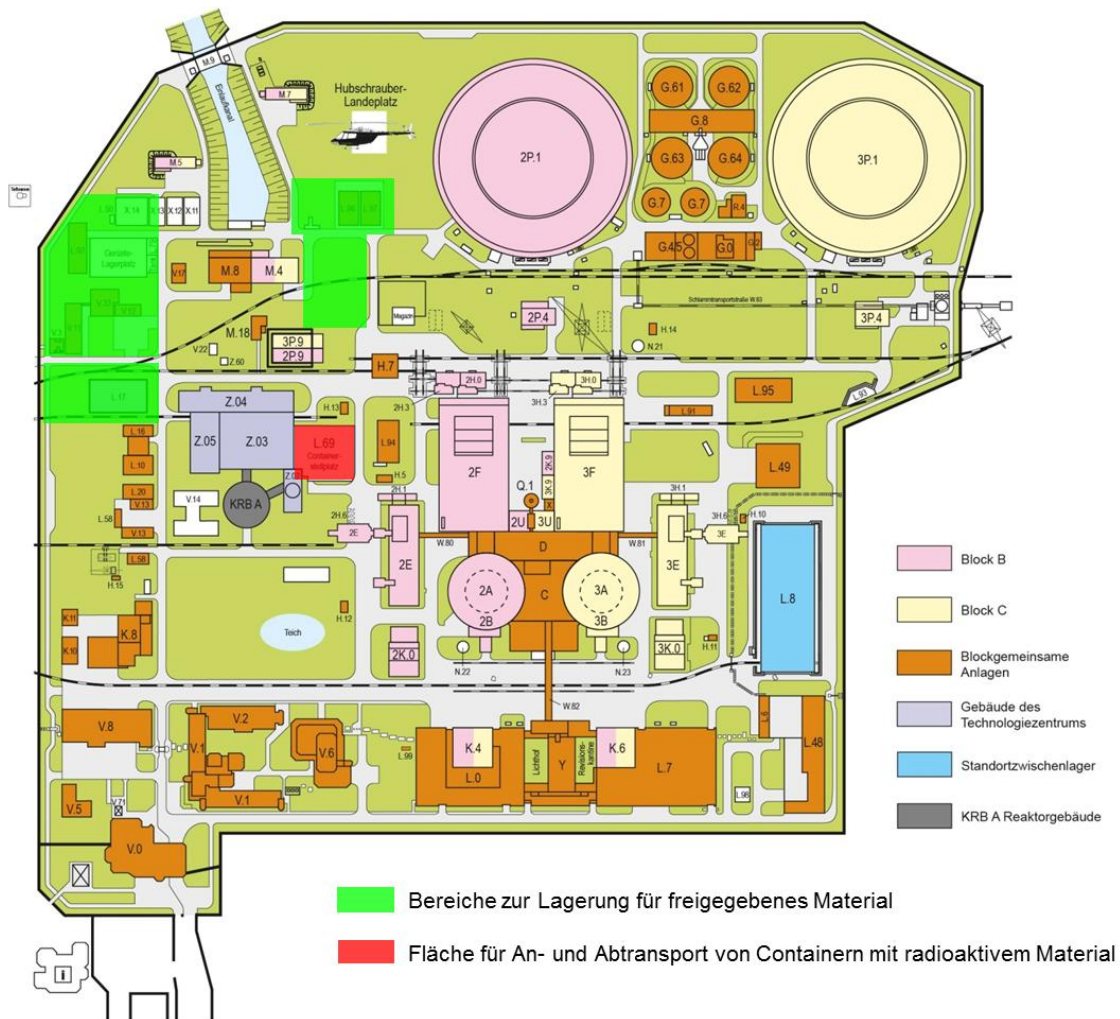 M.9
Einlaufkanal
M.7
Hubschrauber-
Landeplatz
2P.1
G.61
G.62
G.8
G.63
G.64
3P.1
M.5
G.7
G.7
R.4
X.14
X.12
X.11
G.4/5
G.0
V.17
M.8
M.4
Schlammtransportstraße W.83
Magazin
2P.4
H.14
3P.4
M.18
V.22
3P.9
2P.9
Z.60
N.21
H.7
2H.0
3H.0
2H.3
3H.3
L.95
L.93
L.91
L.11
Z.04
H.13
L.16
Z.05
Z.03
L.69
Container-
stellplatz
L.94
2F
3F
2K.9
3K.9
L.49
L.10
H.5
L.20
V.13
V.14
KRB A
Q.1
X
2H.1
3H.1
L.58
2H.6
2U
3U
3H.6
H.10
V.13
2E
3E
W.80
D
W.81
L.58
2E
3E
H.15
2A
C
3A
L.8
K.11
H.12
2B
3B
K.8
Teich
K.10
2K.0
3K.0
H.11
N.22
N.23
W.82
V.8
V.2
V.1
V.6
L.99
K.4
L.0
Lichthof
Y
Revisions-
kantine
K.6
L.7
L.6
L.48
L.98
V.1
V.5
V.71
V.0
Block B
Block C
Blockgemeinsame
Anlagen
Gebäude des
Technologiezentrums
Standortzwischenlager
KRB A Reaktorgebäude
Bereiche zur Lagerung für freigegebenes Material
Fläche für An- und Abtransport von Containern mit radioaktivem Material
i